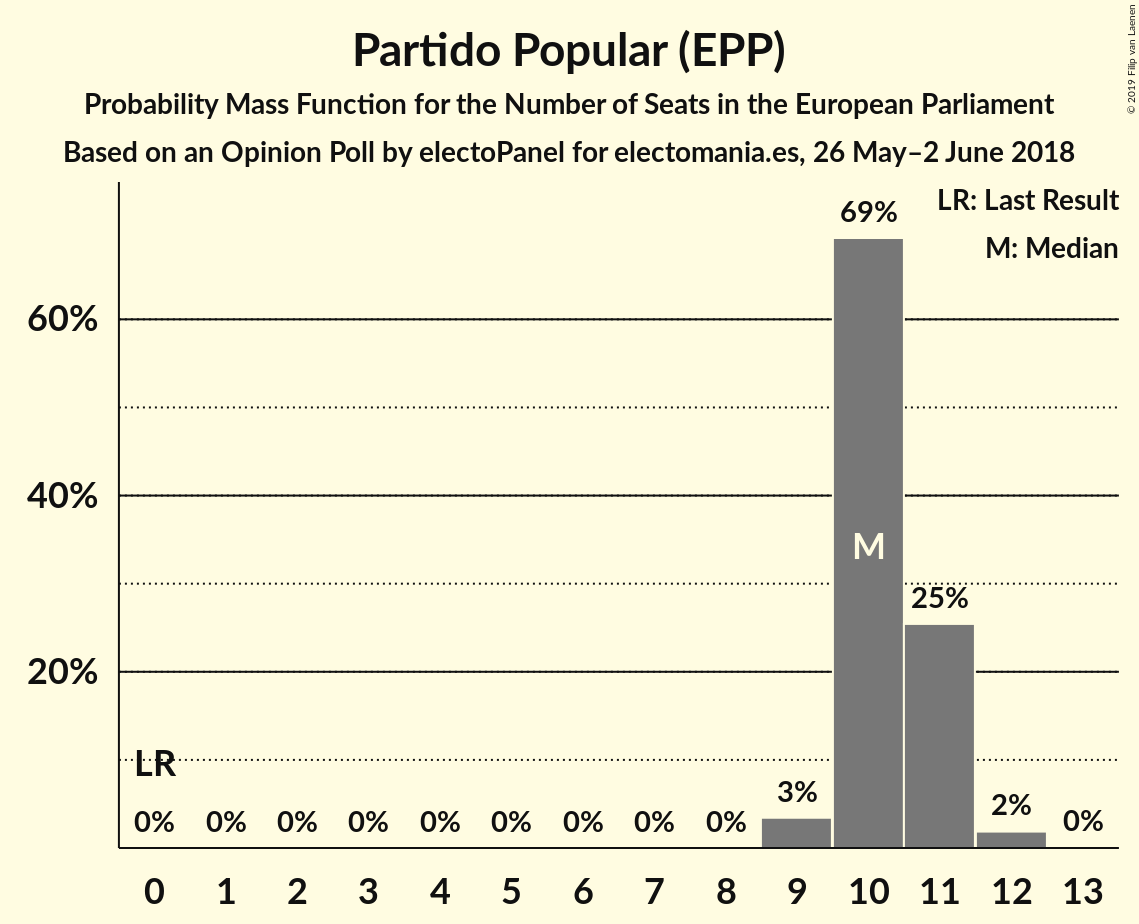 Partido Popular (EPP)
Probability Mass Function for the Number of Seats in the European Parliament
Based on an Opinion Poll by electoPanel for electomania.es, 26 May–2 June 2018
© 2019 Filip van Laenen
LR: Last Result
M: Median
60%
40%
20%
LR
M
0% 0% 0% 0% 0% 0% 0% 0% 0% 3% 69% 25% 2% 0%
0 1 2 3 4 5 6 7 8 9 10 11 12 13